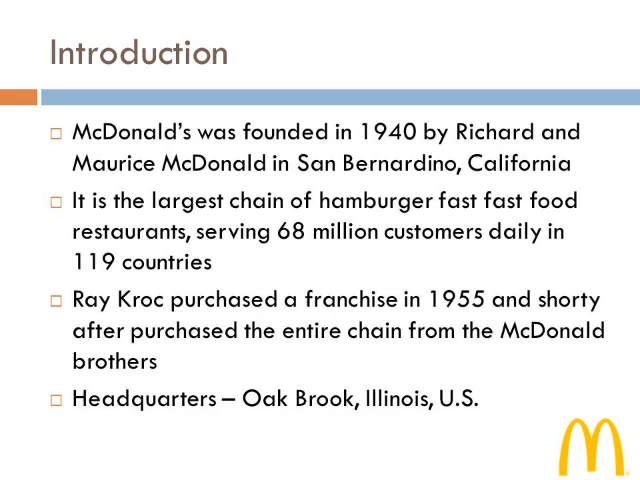 Introduction
McDonald's was founded in 1940 by Richard and
Maurice McDonald in San Bernardino, California
It is the largest chain of hamburger fast fast food
restaurants, serving 68 million customers daily in
119 countries
Ray Kroc purchased a franchise in 1955 and shorty
after purchased the entire chain from the McDonald
brothers
Headquarters – Oak Brook, Illinois, U.S.